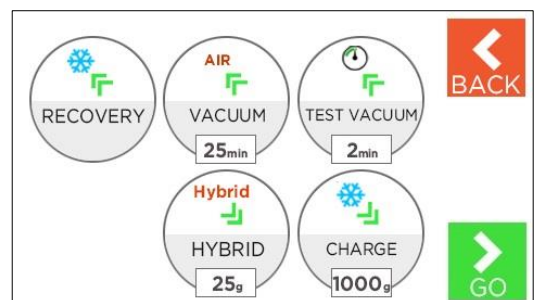 AIR
BACK
RECOVERY
VACUUM
TEST VACUUM
25min
2min
Hybrid
HYBRID
CHARGE
25g
1000g
GO